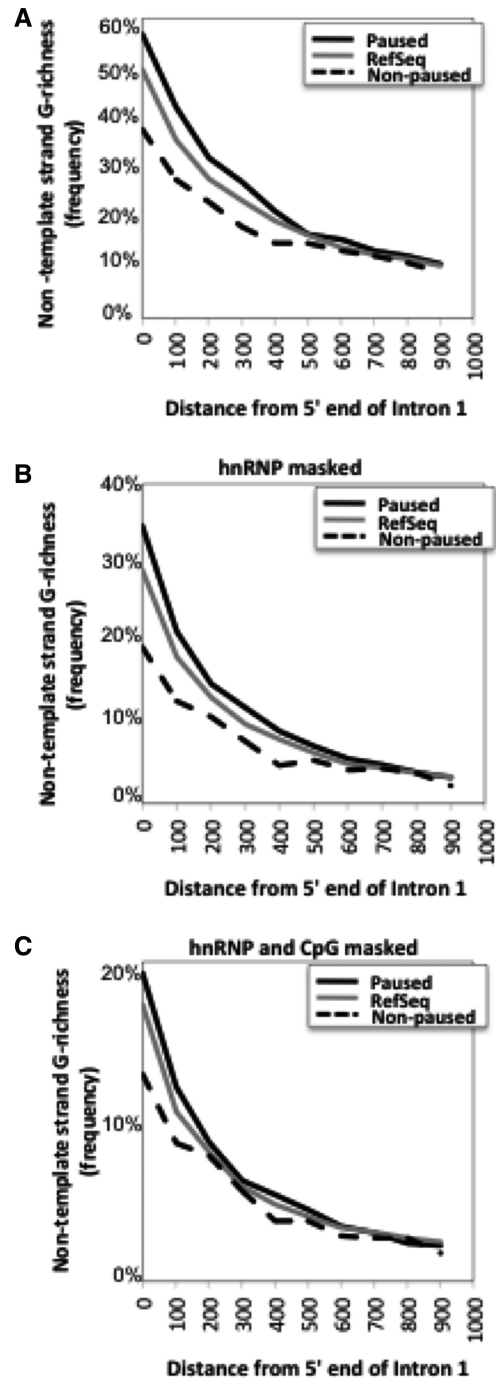 A
60%
50%
40%
30%
20%
10%
0%
Non -template strand G-richness
(frequency)
Paused
RefSeq
Non-paused
0 100 200 300 400 500 600 700 800 900 1000
Distance from 5' end of Intron 1
B
hnRNP masked
40%
30%
20%
10%
0%
Non-template strand G-richness
(frequency)
Paused
RefSeq
Non-paused
0 100 200 300 400 500 600 700 800 900 1000
Distance from 5' end of Intron 1
C
hnRNP and CpG masked
20%
10%
0%
Non-template strand G-richness
(frequency)
Paused
RefSeq
Non-paused
0 100 200 300 400 500 600 700 800 900 1000
Distance from 5' end of Intron 1